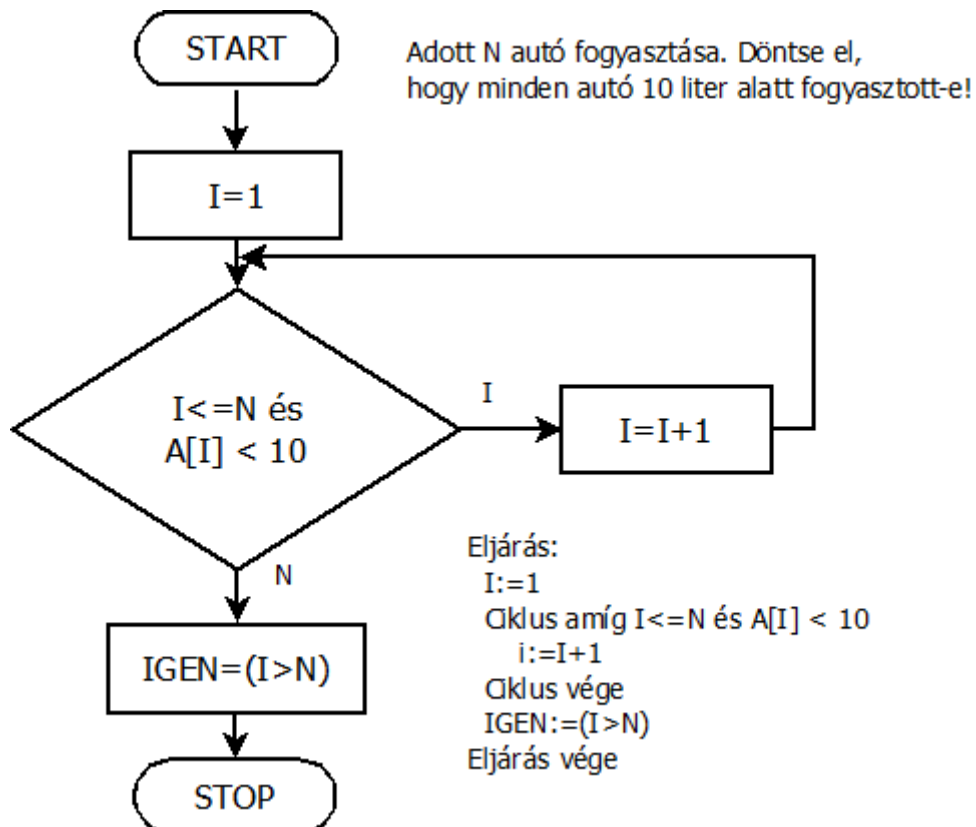 START
Adott N autó fogyasztása. Döntse el,
hogy minden autó 10 liter alatt fogyasztott-e!
I=1
I<=N és
A[I] < 10
I
I=I+1
N
IGEN=(I>N)
STOP
Eljárás:
I:=1
Ciklus amíg I<=N és A[I] < 10
i:=I+1
Ciklus vége
IGEN:=(I>N)
Eljárás vége